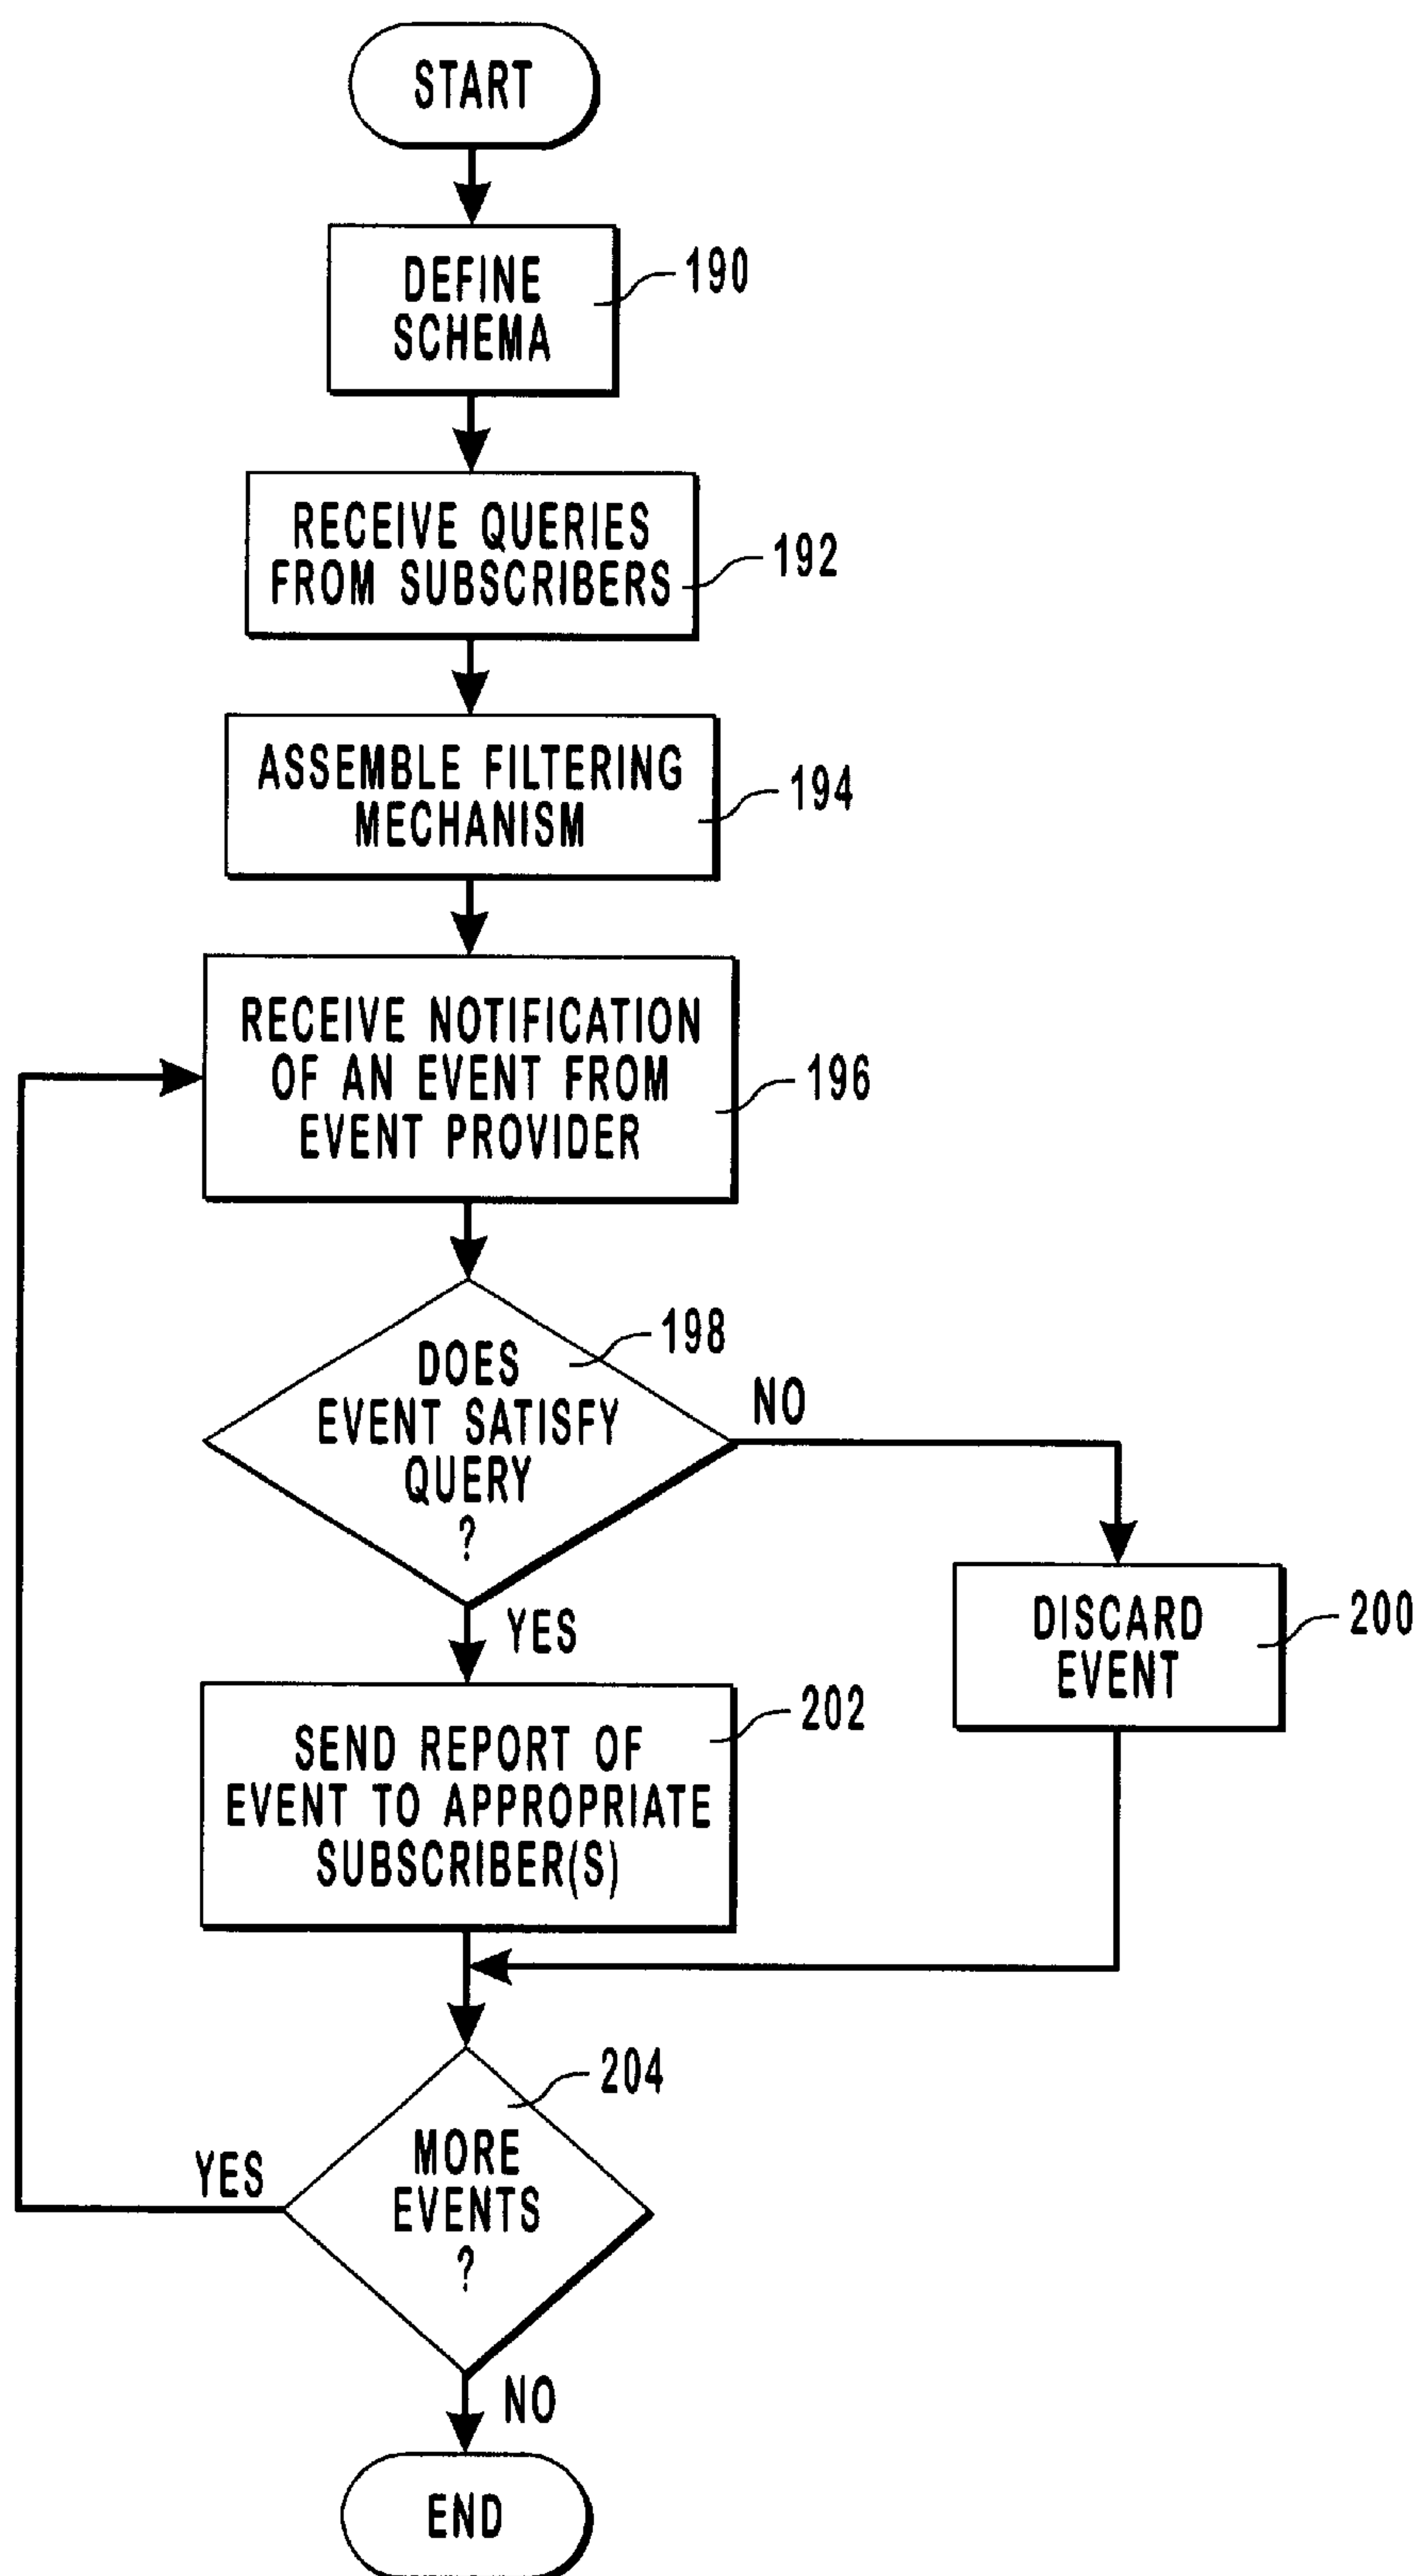 START
DEFINE
SCHEMA
190
RECEIVE QUERIES
FROM SUBSCRIBERS
192
ASSEMBLE FILTERING
MECHANISM
194
RECEIVE NOTIFICATION
OF AN EVENT FROM
EVENT PROVIDER
196
DOES
EVENT SATISFY
QUERY
?
198
NO
YES
DISCARD
EVENT
200
SEND REPORT OF
EVENT TO APPROPRIATE
SUBSCRIBER(S)
202
MORE
EVENTS
?
204
YES
NO
END